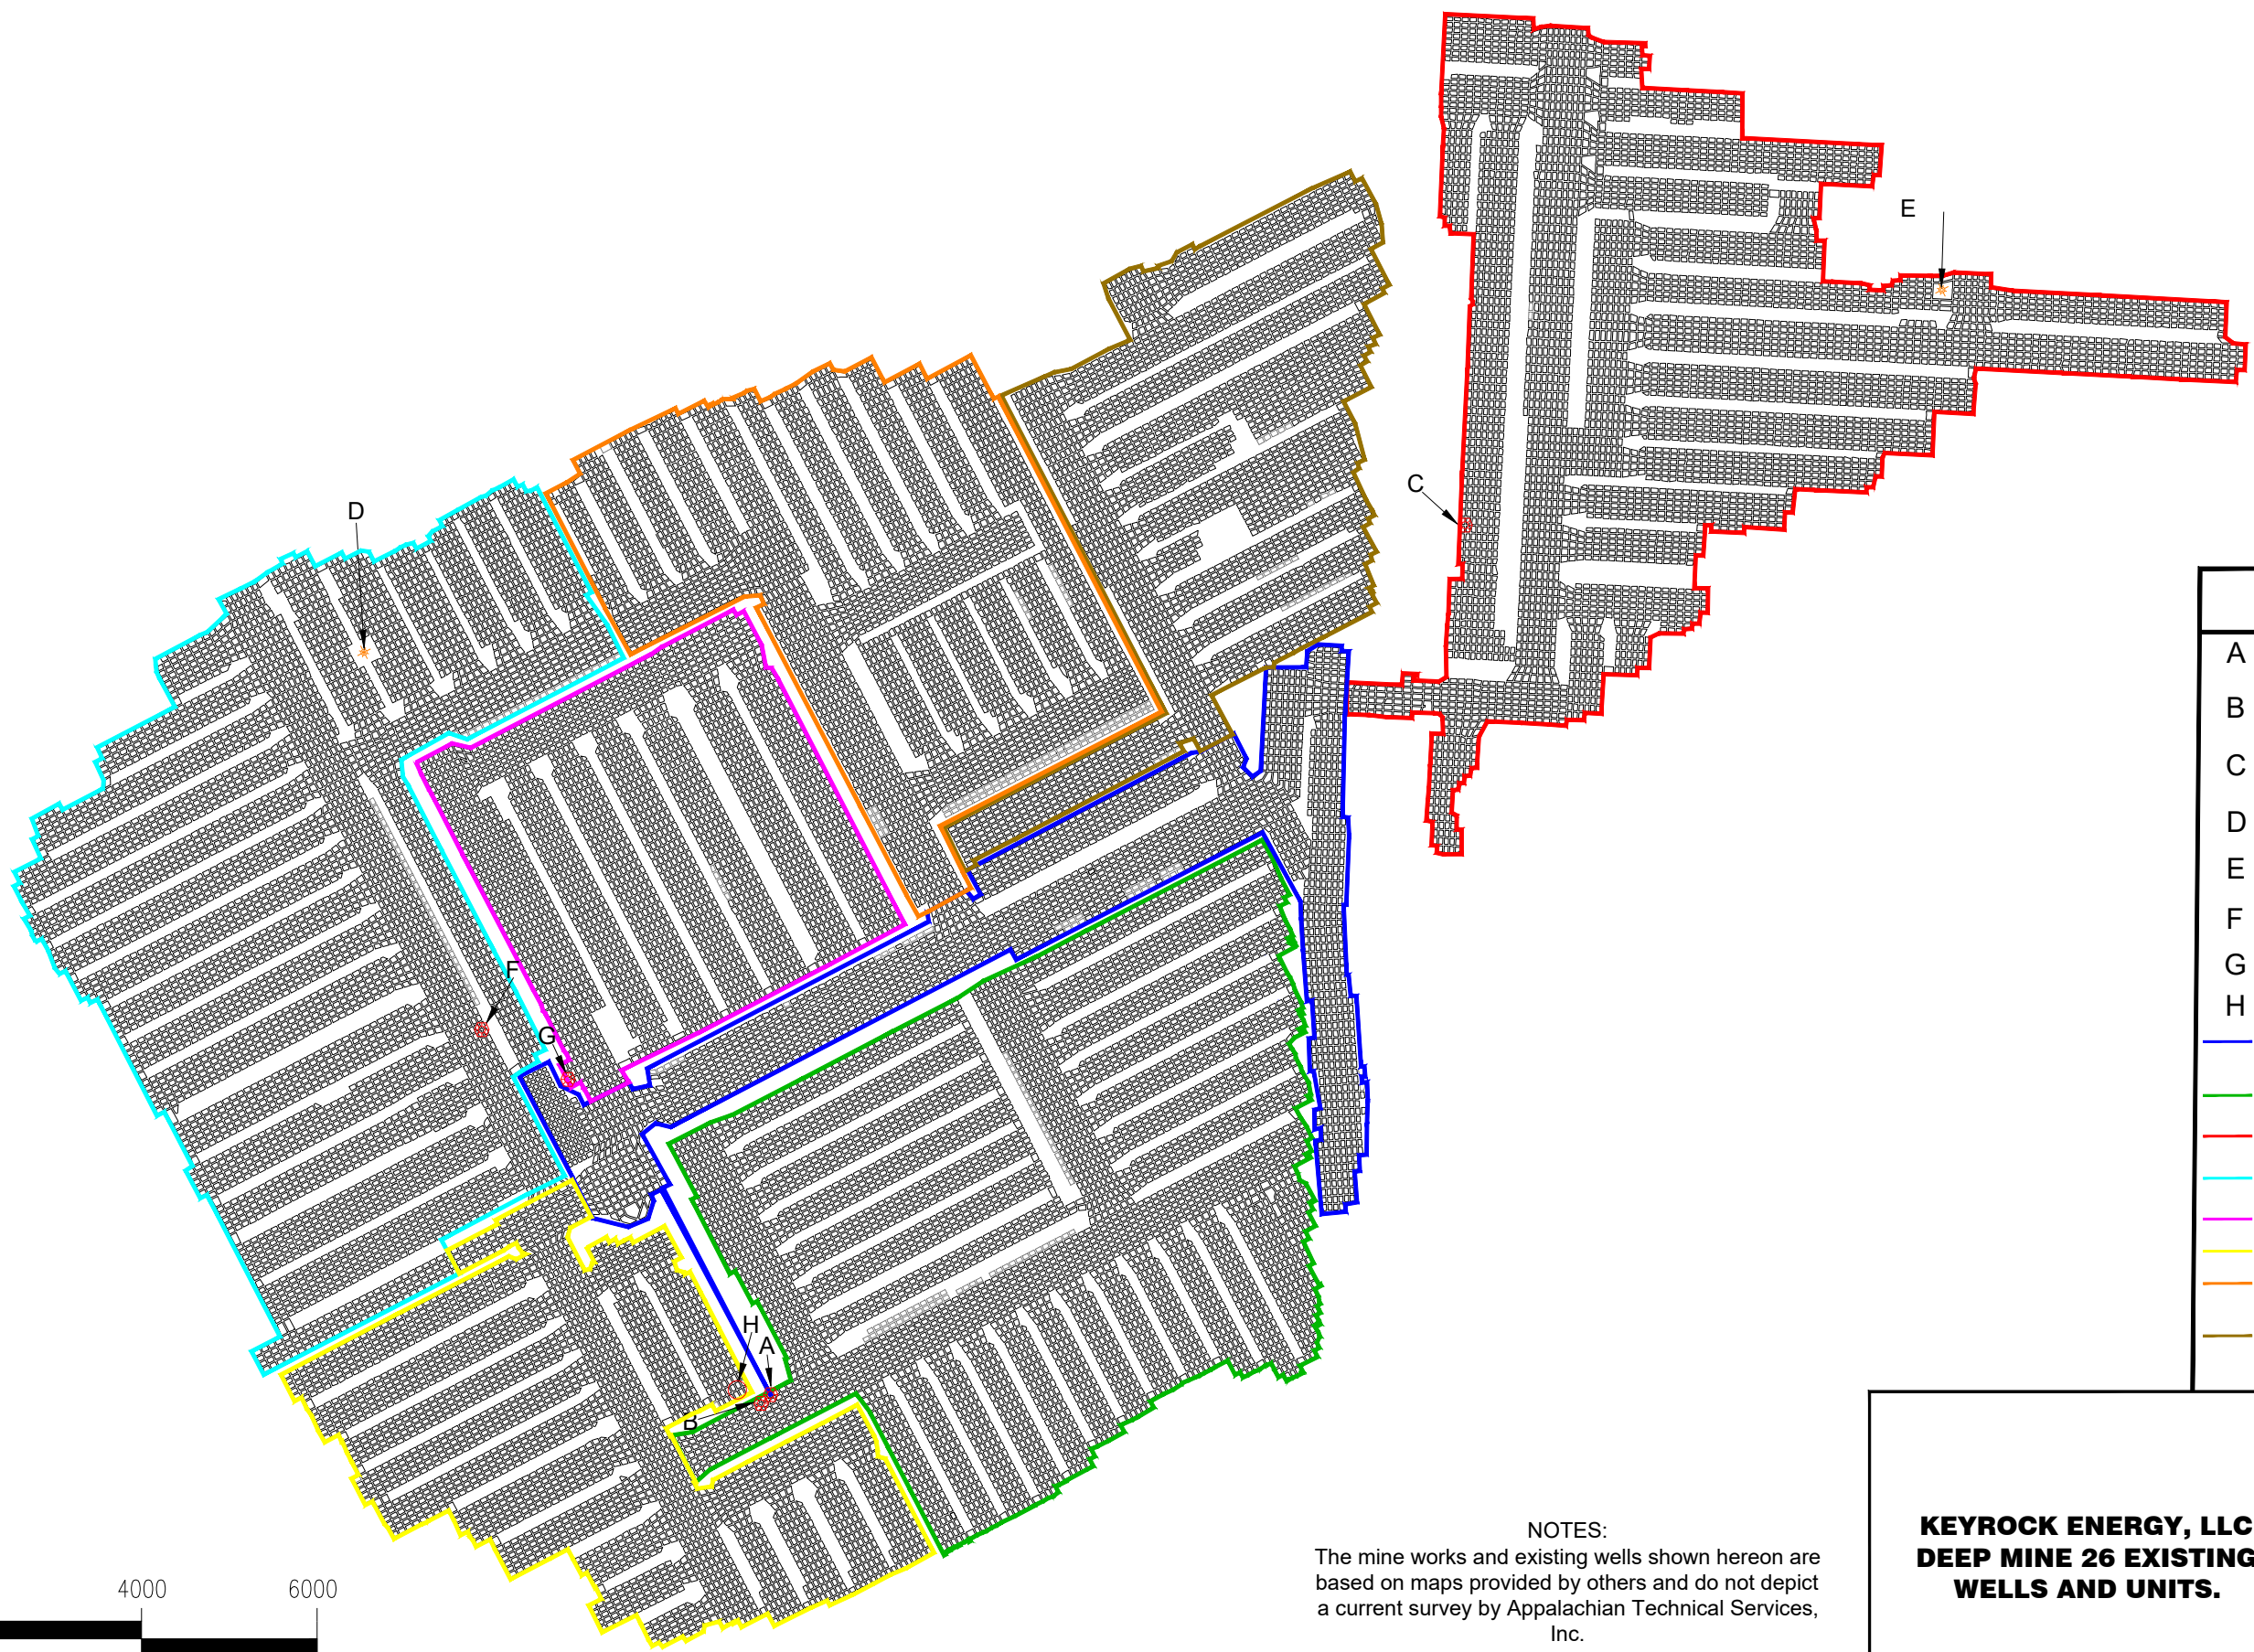 E
C
D
A
B
C
D
E
F
G
H
F
G
H
A
B
NOTES:
The mine works and existing wells shown hereon are
based on maps provided by others and do not depict
a current survey by Appalachian Technical Services,
Inc.
KEYROCK ENERGY, LLC
DEEP MINE 26 EXISTING
WELLS AND UNITS.
4000 6000